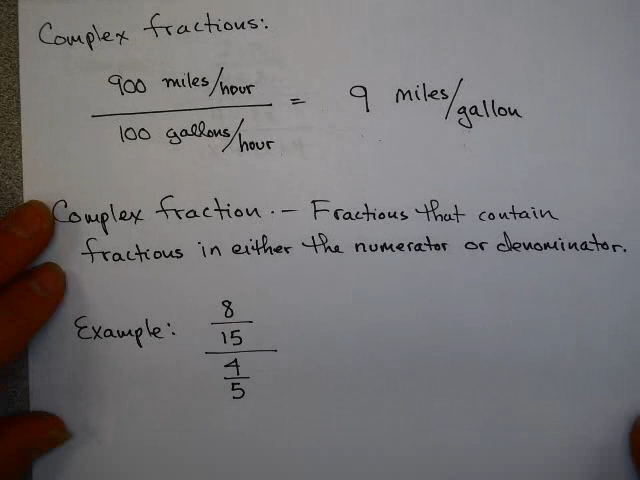 Complex fractions:
900 miles/hour
= 9 miles/gallon
100 gallons/hour
Complex fraction. - Fractions that contain
fractions in either the numerator or denominator.
Example:
8
15
4
5